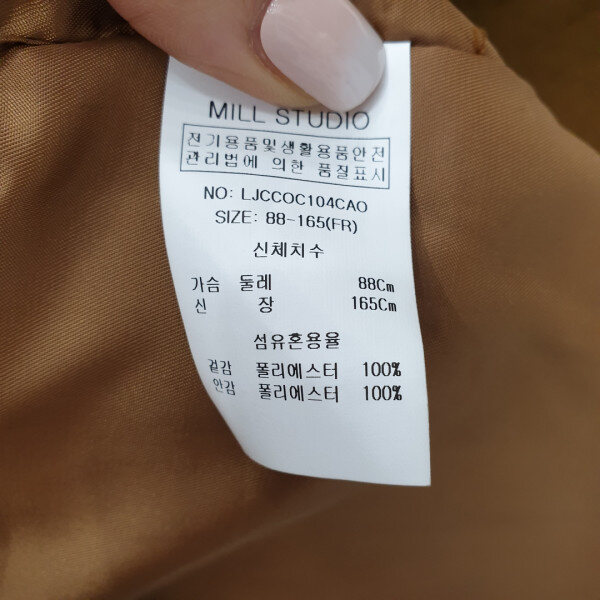 MILL STUDIO
전기용품및생활용품안전
관리법에 의한 품질표시
NO: LJCCOC104CAO
SIZE: 88-165(FR)
신체치수
가슴 둘레 88Cm
신 장 165Cm
섬유혼용율
겉감 폴리에스터 100%
안감 폴리에스터 100%